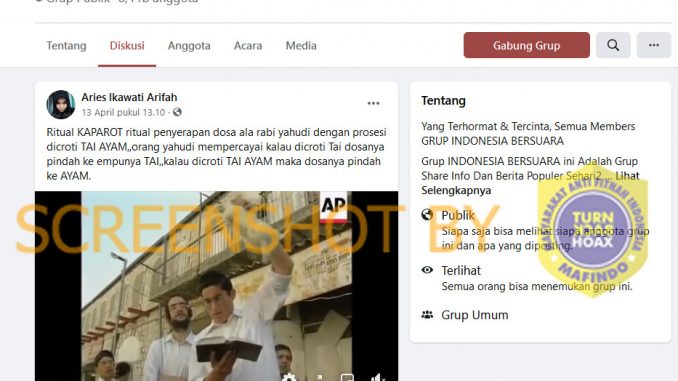 Grup Publik
anggota
Tentang
Diskusi
Anggota
Acara
Media
Gabung Grup
Aries Ikawati Arifah
13 April pukul 13.10 ·
Ritual KAPAROT ritual penyerapan dosa ala rabi yahudi dengan prosesi
dicroti TAI AYAM,,orang yahudi mempercayai kalau dicroti Tai dosanya
pindah ke empunya TAI,,kalau dicroti TAI AYAM maka dosanya pindah
ke AYAM.
AP
Tentang
Yang Terhormat & Tercinta, Semua Members
GRUP INDONESIA BERSUARA
Grup INDONESIA BERSUARA ini Adalah Grup
Share Info Dan Berita Populer Sehari2 ... Lihat
Selengkapnya
Publik
Siapa saja bisa melihat siapa anggota grup
ini dan apa yang diposting.
Terlihat
Semua orang bisa menemukan grup ini.
Grup Umum
SCREENSHOT BY
MASYARAKAT ANTI FITNAH INDONESIA
TURN BACK
HOAX
MAFINDO